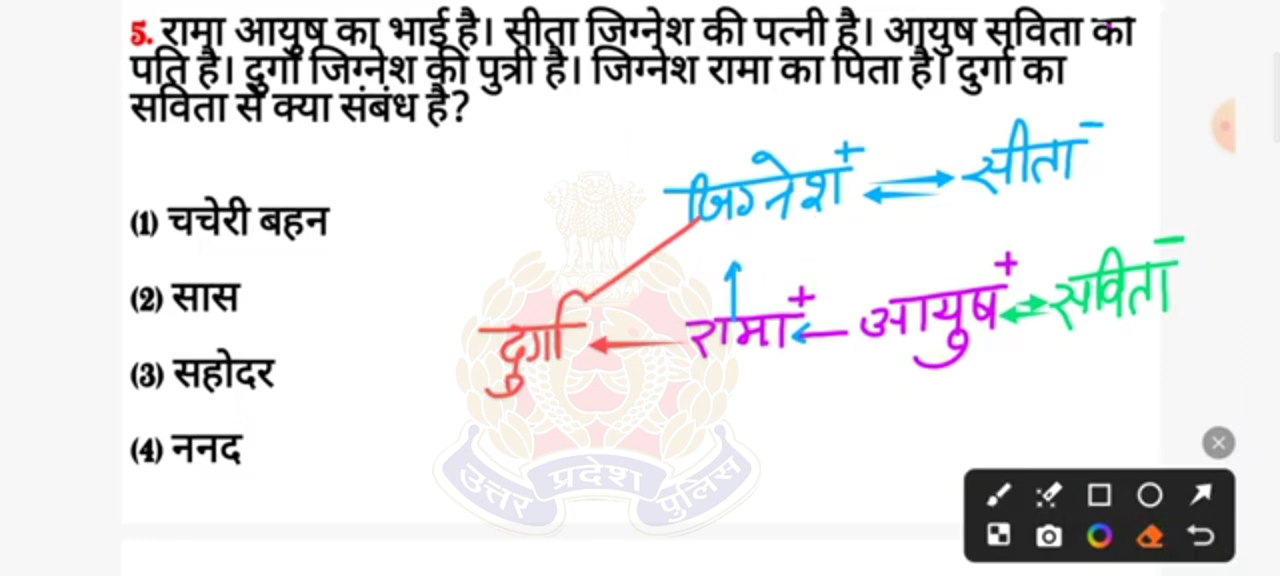 5. रामा आयुष का भाई है। सीता जिग्नेश की पत्नी है। आयुष सविता का
पति है। दुर्गा जिग्नेश की पुत्री है। जिग्नेश रामा का पिता है। दुर्गा का
सविता से क्या संबंध है?
जिग्नेश + ↔ सीता -
(1) चचेरी बहन
(2) सास
दुर्गा ← रामा + ← आयुष + ↔ सविता -
(3) सहोदर
(4) ननद
उत्तर प्रदेश पुलिस